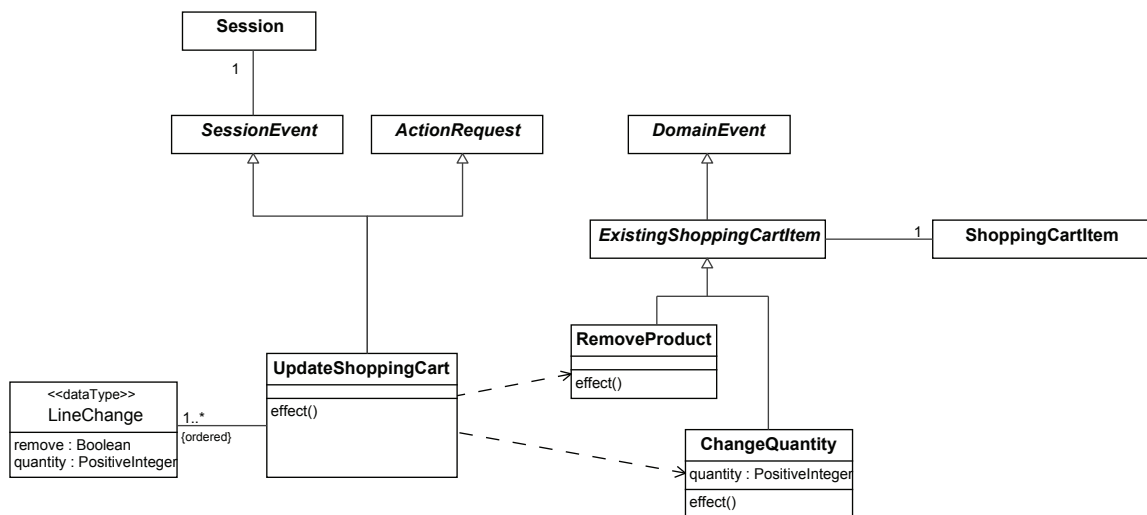 Session
1
SessionEvent
ActionRequest
DomainEvent
ExistingShoppingCartItem
1
ShoppingCartItem
RemoveProduct
effect()
UpdateShoppingCart
effect()
<<dataType>>
LineChange
remove : Boolean
quantity : PositiveInteger
1..*
{ordered}
ChangeQuantity
quantity : PositiveInteger
effect()